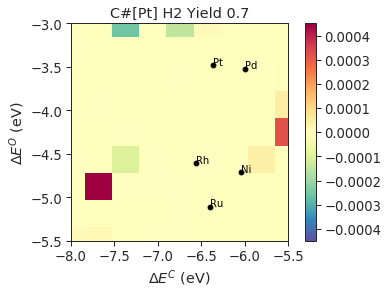 C#[Pt] H2 Yield 0.7
−3.0
−3.5
−4.0
−4.5
−5.0
−5.5
ΔE^O (eV)
Pt
Pd
Rh
Ni
Ru
−8.0 −7.5 −7.0 −6.5 −6.0 −5.5
ΔE^C (eV)
0.0004
0.0003
0.0002
0.0001
0.0000
−0.0001
−0.0002
−0.0003
−0.0004